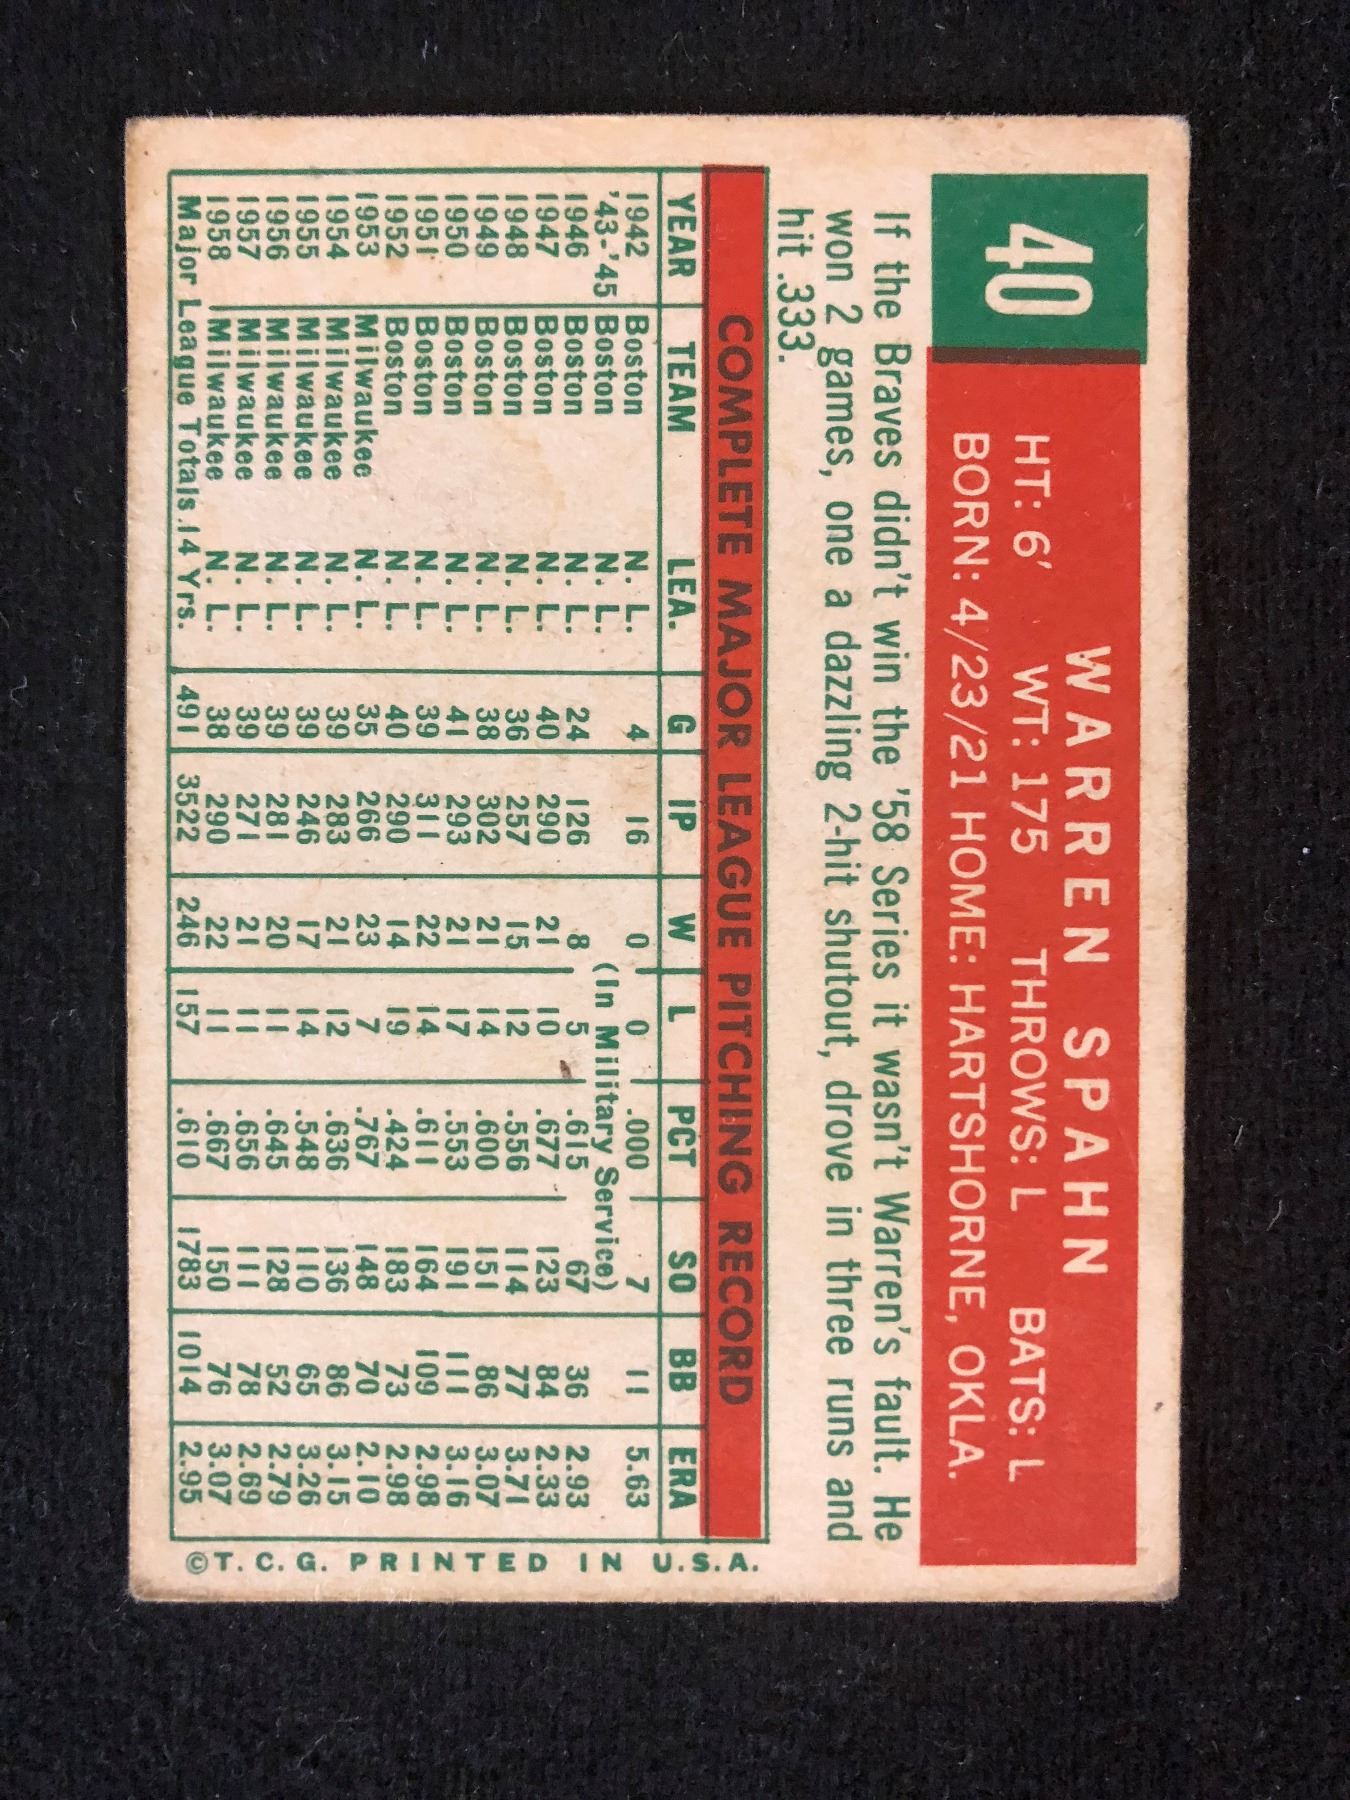 40
WARREN SPAHN
HT: 6' WT: 175 THROWS: L BATS: L
BORN: 4/23/21 HOME: HARTSHORNE, OKLA.
If the Braves didn't win the '58 Series it wasn't Warren's fault. He
won 2 games, one a dazzling 2-hit shutout, drove in three runs and
hit .333.
COMPLETE MAJOR LEAGUE PITCHING RECORD
YEAR TEAM LEA. G IP W L PCT SO BB ERA
1942 Boston N. L. 4 16 0 0 .000 7 11 5.63
'43-'45 Boston N. L. (In Military Service)
1946 Boston N. L. 24 126 8 5 .615 67 36 2.93
1947 Boston N. L. 40 290 21 10 .677 123 84 2.33
1948 Boston N. L. 36 257 15 12 .556 114 77 3.71
1949 Boston N. L. 38 302 21 14 .600 151 86 3.07
1950 Boston N. L. 41 293 21 17 .553 191 111 3.16
1951 Boston N. L. 39 311 22 14 .611 164 109 2.98
1952 Boston N. L. 40 290 14 19 .424 183 73 2.98
1953 Milwaukee N. L. 35 266 23 7 .767 148 70 2.10
1954 Milwaukee N. L. 39 283 21 12 .636 136 86 3.15
1955 Milwaukee N. L. 39 246 17 14 .548 110 65 3.26
1956 Milwaukee N. L. 39 281 20 11 .645 128 52 2.79
1957 Milwaukee N. L. 39 271 21 11 .656 111 78 2.69
1958 Milwaukee N. L. 38 290 22 11 .667 150 76 3.07
Major League Totals.14 Yrs. 491 3522 246 157 .610 1783 1014 2.95
©T. C. G. PRINTED IN U.S.A.